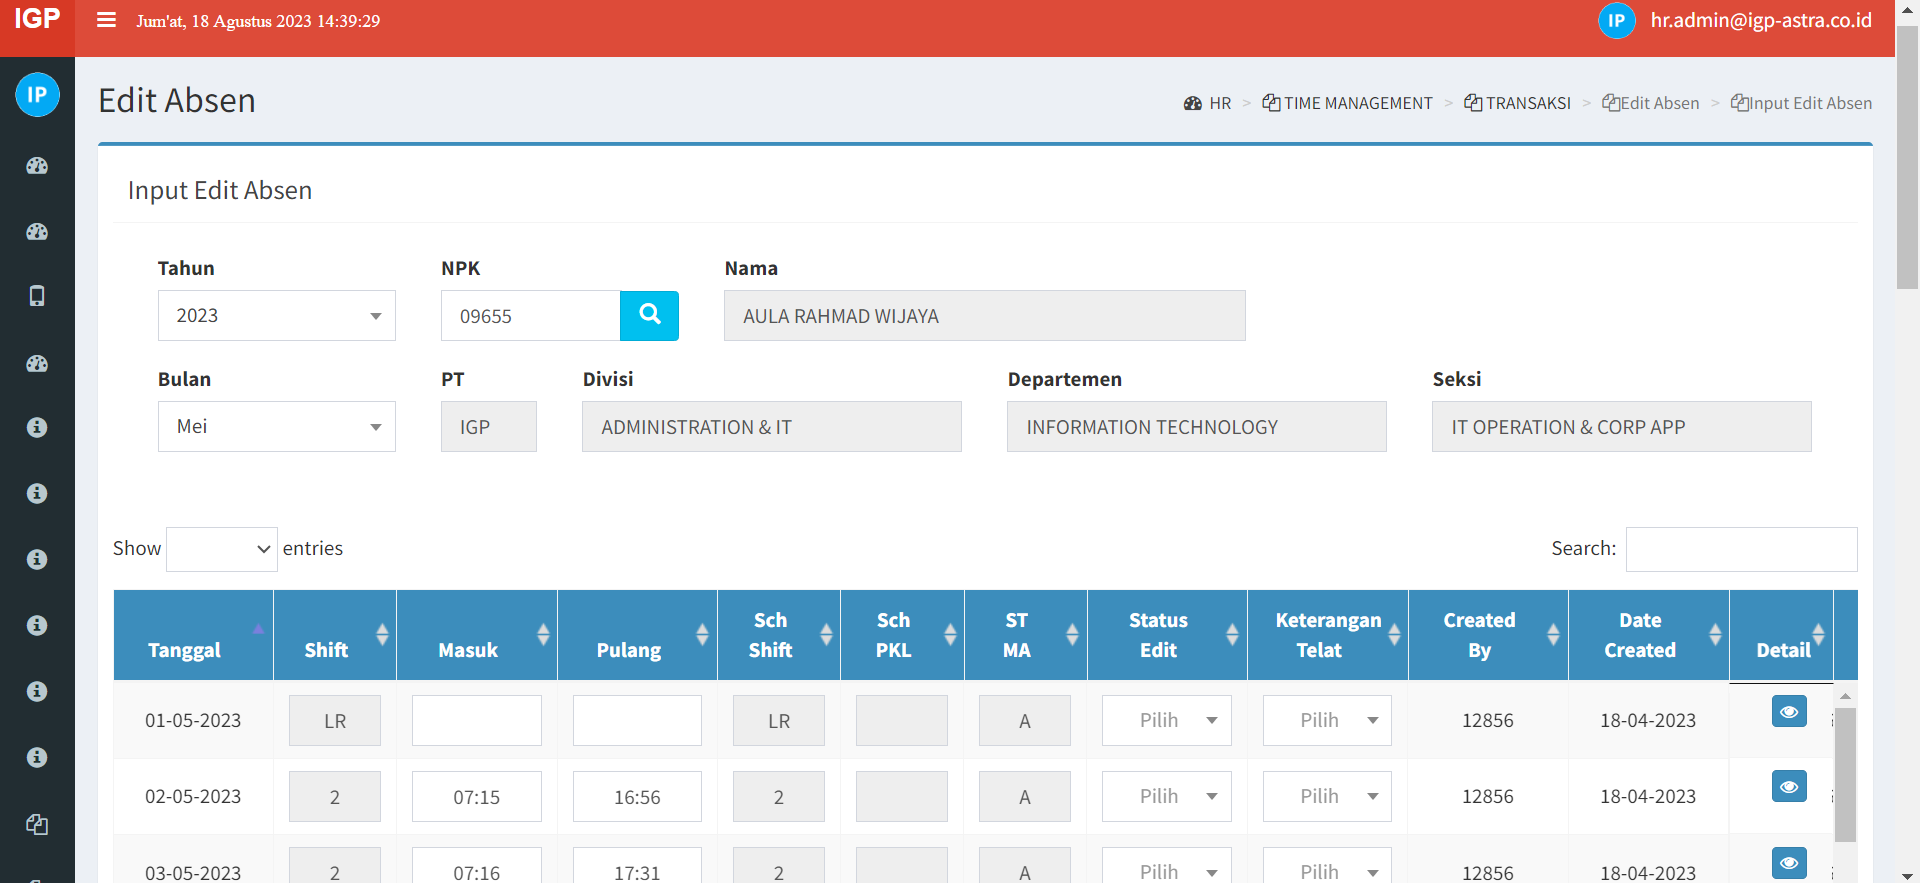 IGP
Jum'at, 18 Agustus 2023 14:39:29
IP
hr.admin@igp-astra.co.id
IP
Edit Absen
HR > TIME MANAGEMENT > TRANSAKSI > Edit Absen > Input Edit Absen
Input Edit Absen
Tahun NPK Nama
2023 09655 AULA RAHMAD WIJAYA
Bulan PT Divisi Departemen Seksi
Mei IGP ADMINISTRATION & IT INFORMATION TECHNOLOGY IT OPERATION & CORP APP
Show entries Search:
Tanggal Shift Masuk Pulang Sch Shift Sch PKL ST MA Status Edit Keterangan Telat Created By Date Created Detail
01-05-2023 LR LR A Pilih Pilih 12856 18-04-2023
02-05-2023 2 07:15 16:56 2 A Pilih Pilih 12856 18-04-2023
03-05-2023 2 07:16 17:31 2 A Pilih Pilih 12856 18-04-2023